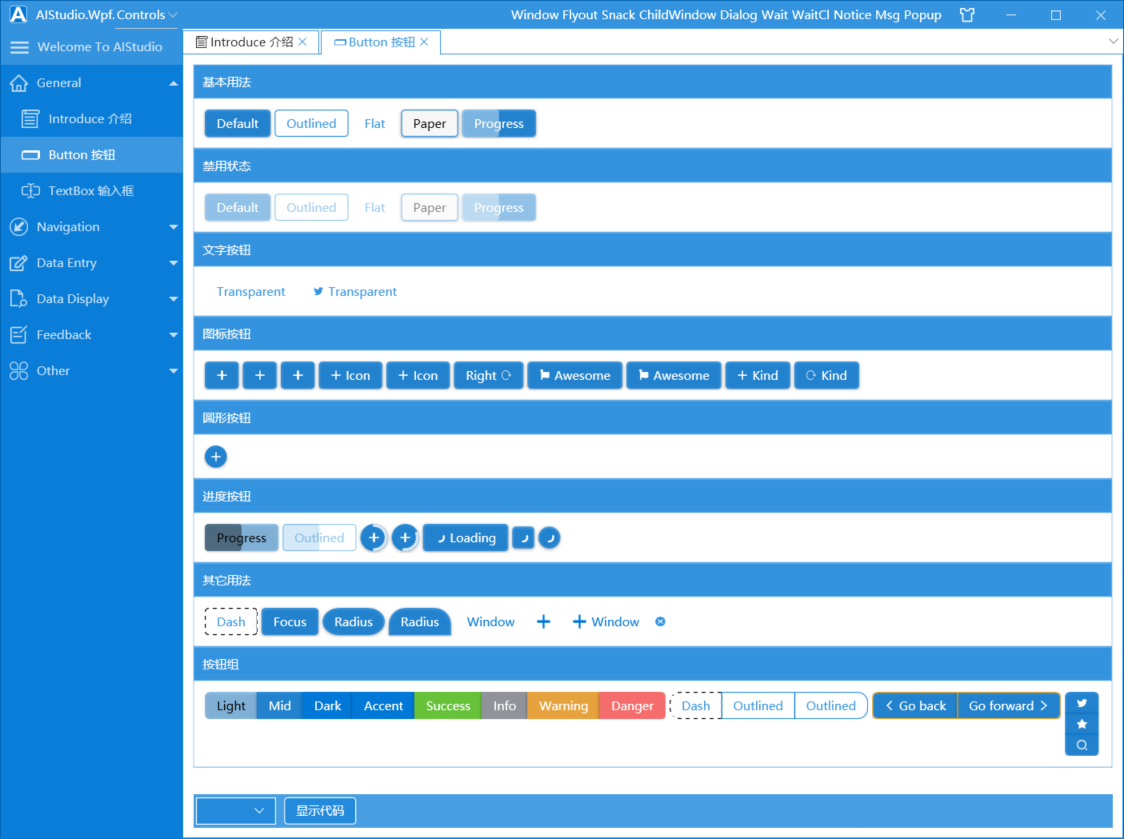 AIStudio.Wpf.Controls
Window Flyout Snack ChildWindow Dialog Wait WaitCl Notice Msg Popup
Welcome To AIStudio
Introduce 介绍
Button 按钮
General
Introduce 介绍
Button 按钮
TextBox 输入框
Navigation
Data Entry
Data Display
Feedback
Other
基本用法
Default Outlined Flat Paper Progress
禁用状态
Default Outlined Flat Paper Progress
文字按钮
Transparent Transparent
图标按钮
Icon Icon Right Awesome Awesome Kind Kind
圆形按钮
进度按钮
Progress Outlined Loading
其它用法
Dash Focus Radius Radius Window Window
按钮组
Light Mid Dark Accent Success Info Warning Danger Dash Outlined Outlined Go back Go forward
显示代码